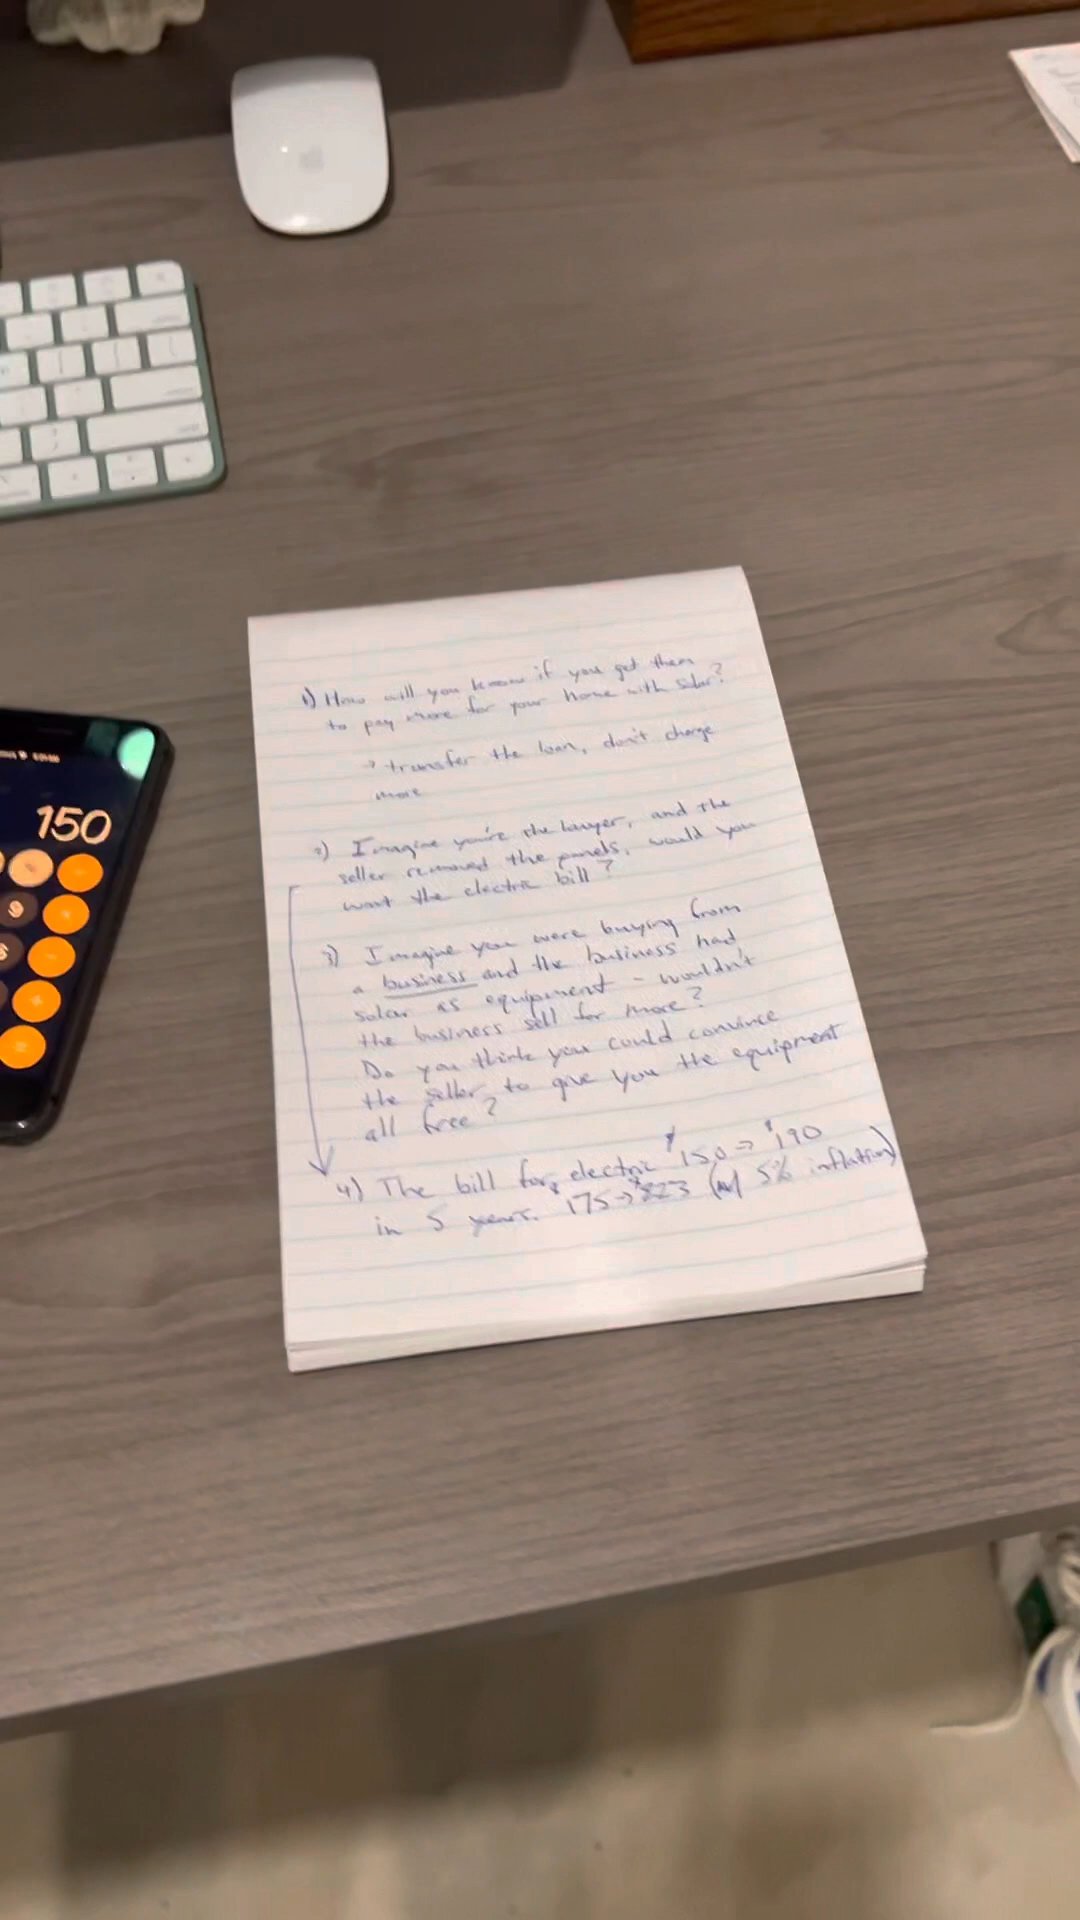 150
9
1) How will you know if you get them
to pay more for your home with solar?
→ transfer the loan, don't charge
more
2) Imagine you're the lawyer, and the
seller removed the panels, would you
want the electric bill?
3) Imagine you were buying from
a business and the business had
solar as equipment - wouldn't
the business sell for more?
Do you think you could convince
the seller to give you the equipment
all free?
4) The bill for electric $150 → $190
in 5 years. 175 → $223 (w/ 5% inflation)